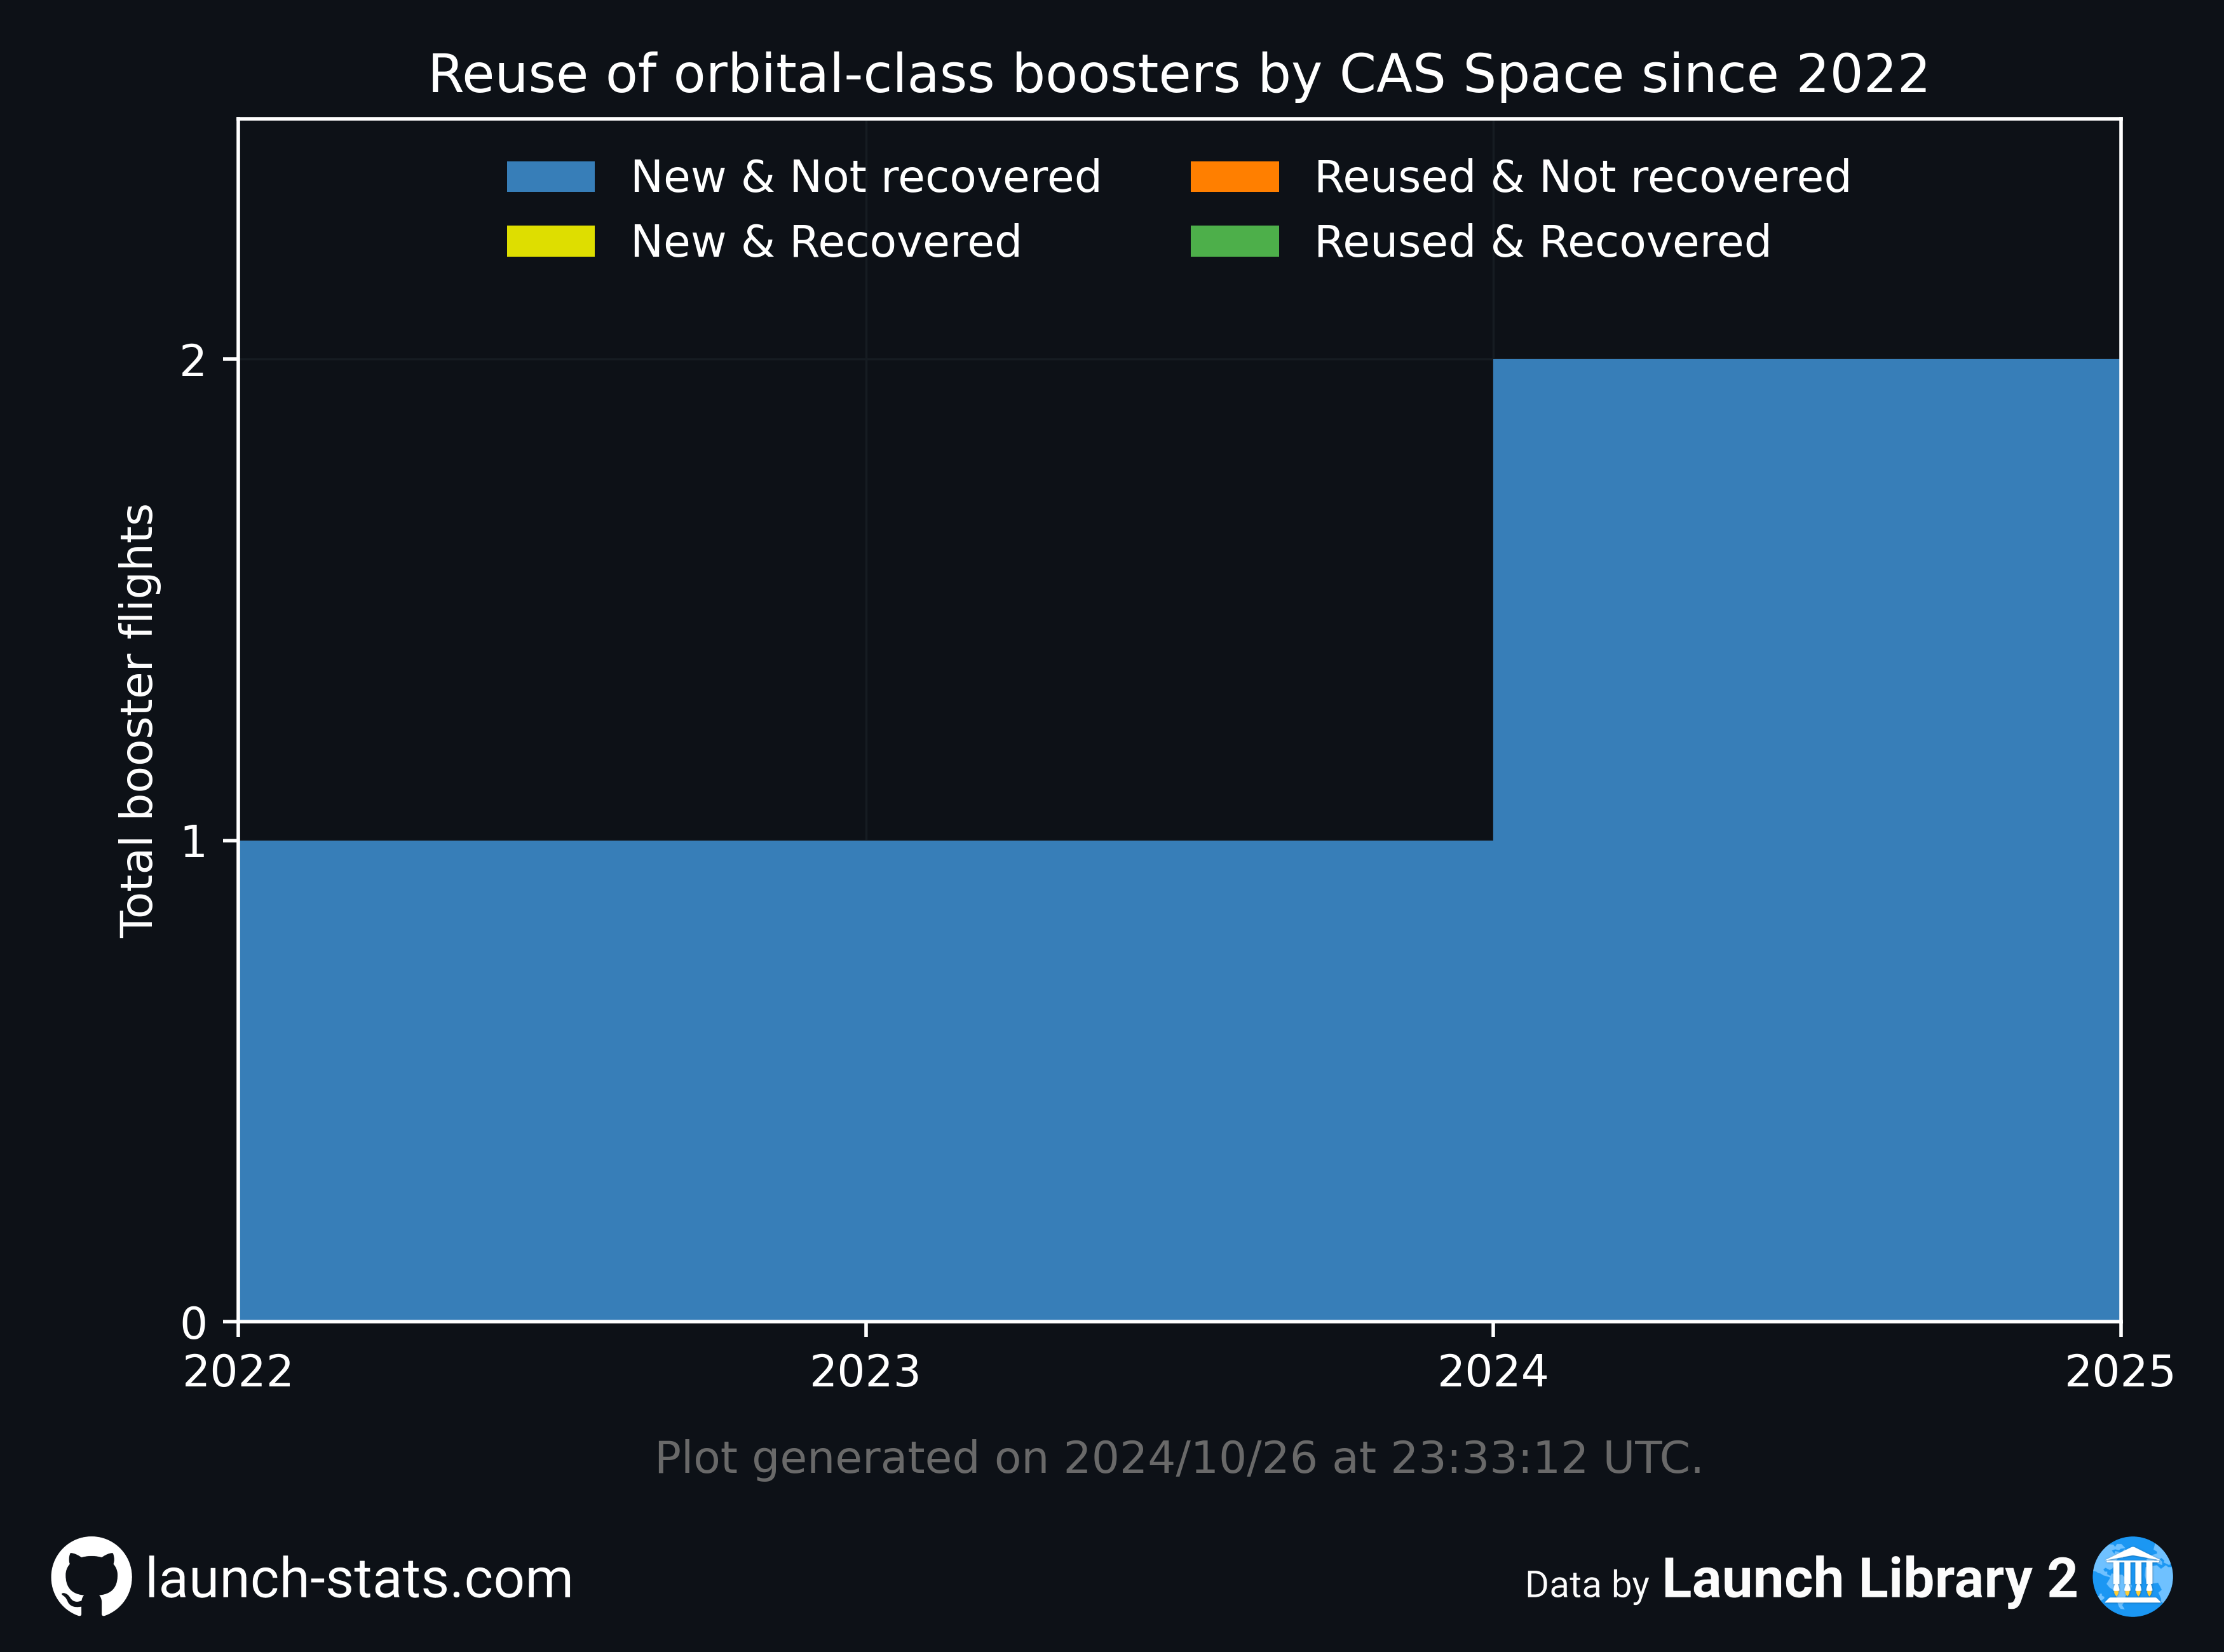 Reuse of orbital-class boosters by CAS Space since 2022
New & Not recovered
New & Recovered
Reused & Not recovered
Reused & Recovered
Total booster flights
2
1
0
2022 2023 2024 2025
Plot generated on 2024/10/26 at 23:33:12 UTC.
launch-stats.com
Data by Launch Library 2